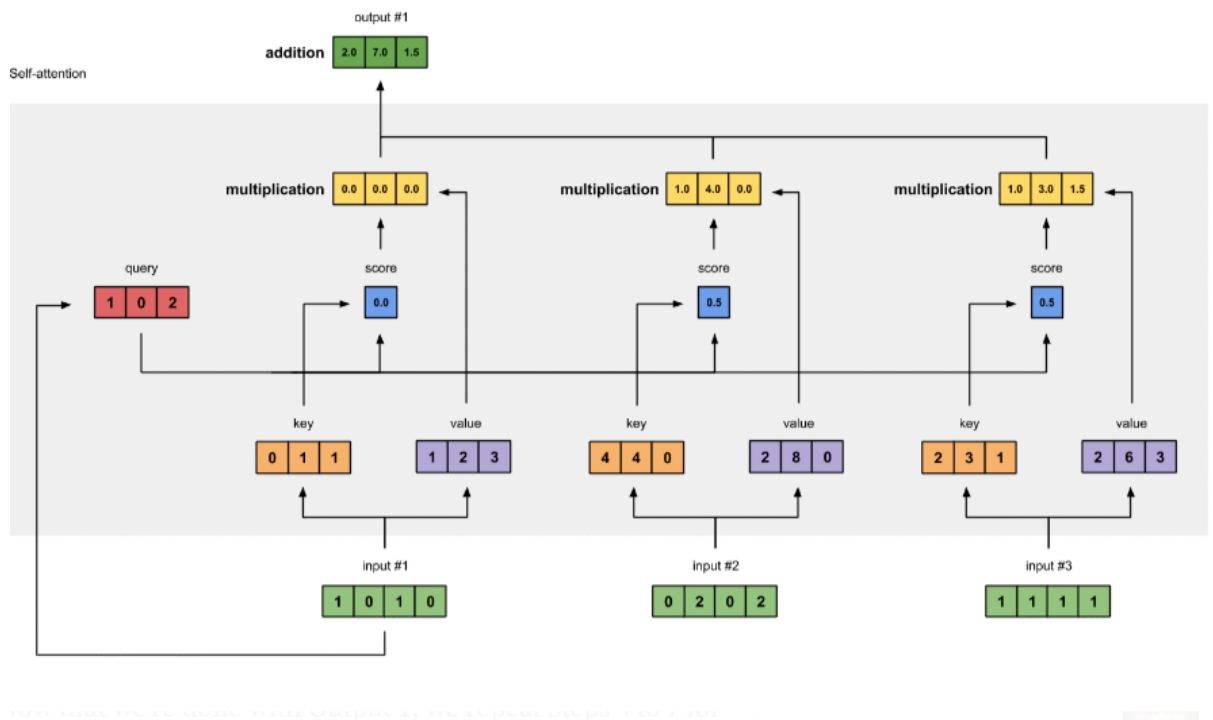 output #1
addition 2.0 7.0 1.5
Self-attention
multiplication 0.0 0.0 0.0 multiplication 1.0 4.0 0.0 multiplication 1.0 3.0 1.5
query score score score
1 0 2 0.0 0.5 0.5
key value key value key value
0 1 1 1 2 3 4 4 0 2 8 0 2 3 1 2 6 3
input #1 input #2 input #3
1 0 1 0 0 2 0 2 1 1 1 1